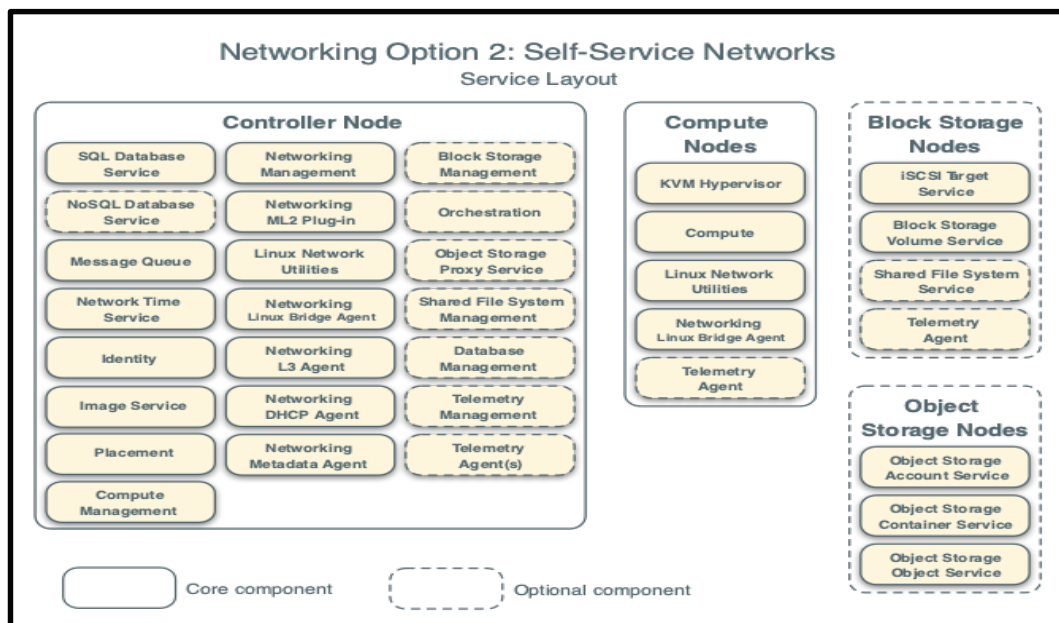 Networking Option 2: Self-Service Networks
Service Layout
Controller Node
SQL Database
Service
NoSQL Database
Service
Message Queue
Network Time
Service
Identity
Image Service
Placement
Compute
Management
Networking
Management
Networking
ML2 Plug-in
Linux Network
Utilities
Networking
Linux Bridge Agent
Networking
L3 Agent
Networking
DHCP Agent
Networking
Metadata Agent
Block Storage
Management
Orchestration
Object Storage
Proxy Service
Shared File System
Management
Database
Management
Telemetry
Management
Telemetry
Agent(s)
Compute
Nodes
KVM Hypervisor
Compute
Linux Network
Utilities
Networking
Linux Bridge Agent
Telemetry
Agent
Block Storage
Nodes
iSCSI Target
Service
Block Storage
Volume Service
Shared File System
Service
Telemetry
Agent
Object
Storage Nodes
Object Storage
Account Service
Object Storage
Container Service
Object Storage
Object Service
Core component
Optional component